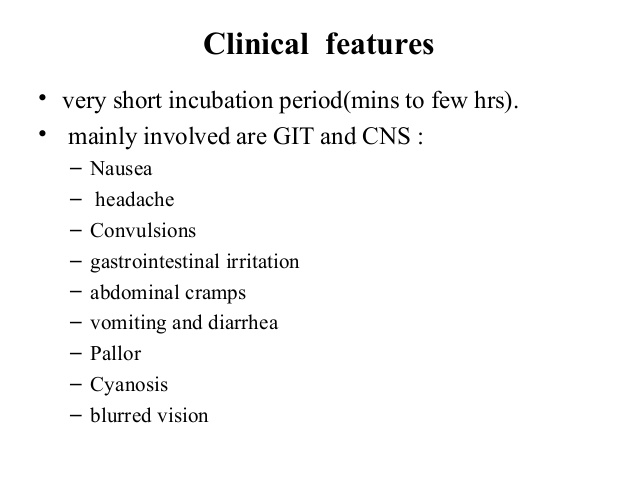 Clinical features
• very short incubation period(mins to few hrs).
• mainly involved are GIT and CNS :
– Nausea
– headache
– Convulsions
– gastrointestinal irritation
– abdominal cramps
– vomiting and diarrhea
– Pallor
– Cyanosis
– blurred vision